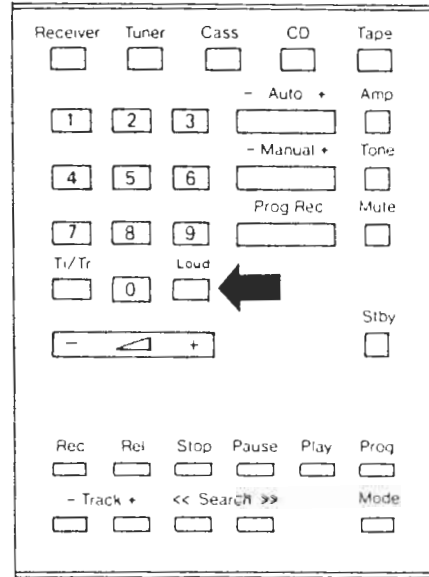 Receiver Tuner Cass CD Tape
- Auto + Amp
1 2 3
- Manual + Tone
4 5 6
Prog Rec Mute
7 8 9
Ti/Tr Loud
0
Stby
- +
Rec Rel Stop Pause Play Prog
- Track + << Search >> Mode